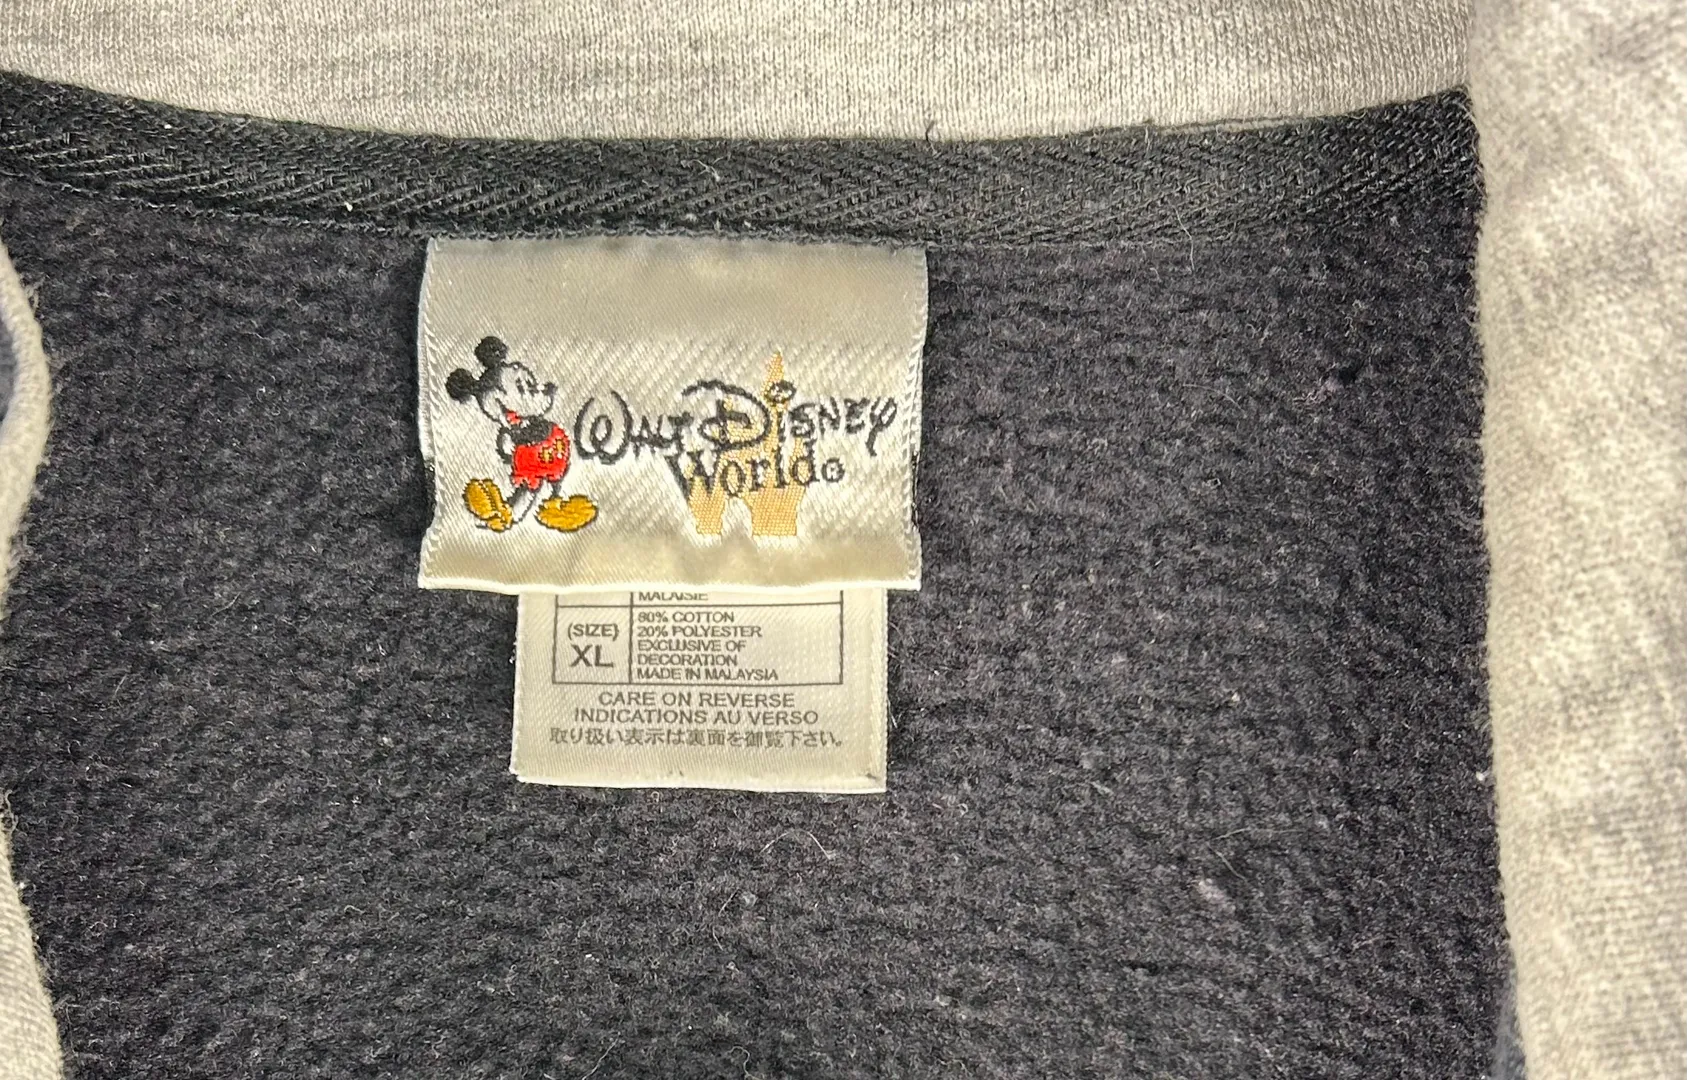 WALT DISNEY
World®
MALAISIE
80% COTTON
20% POLYESTER
EXCLUSIVE OF
DECORATION
MADE IN MALAYSIA
(SIZE)
XL
CARE ON REVERSE
INDICATIONS AU VERSO
取り扱い表示は裏面を御覧下さい。